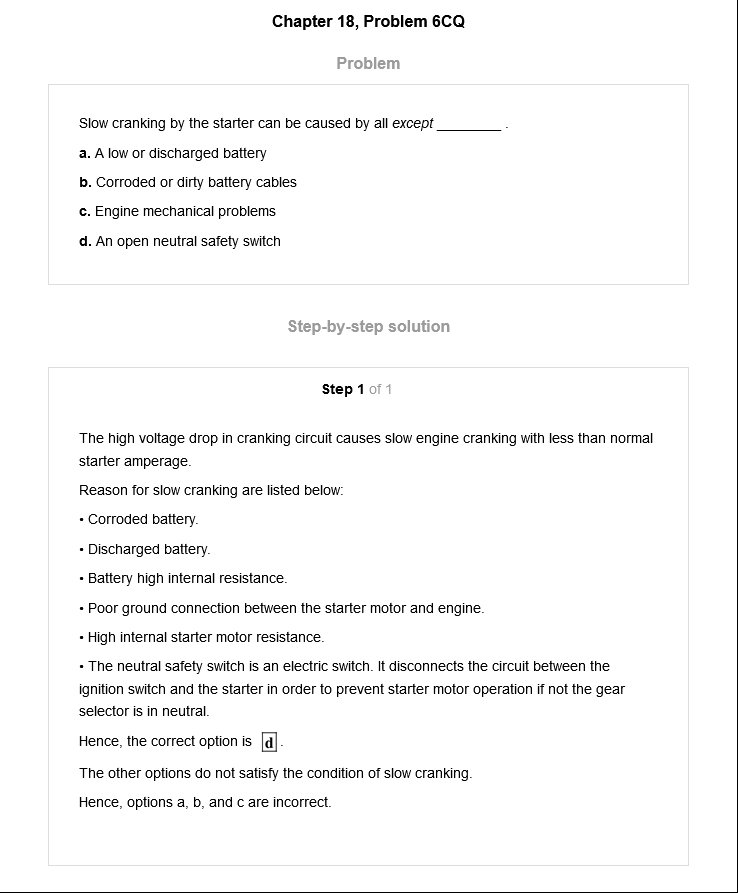 Chapter 18, Problem 6CQ
Problem
Slow cranking by the starter can be caused by all except ________ .
a. A low or discharged battery
b. Corroded or dirty battery cables
c. Engine mechanical problems
d. An open neutral safety switch
Step-by-step solution
Step 1 of 1
The high voltage drop in cranking circuit causes slow engine cranking with less than normal
starter amperage.
Reason for slow cranking are listed below:
• Corroded battery.
• Discharged battery.
• Battery high internal resistance.
• Poor ground connection between the starter motor and engine.
• High internal starter motor resistance.
• The neutral safety switch is an electric switch. It disconnects the circuit between the
ignition switch and the starter in order to prevent starter motor operation if not the gear
selector is in neutral.
Hence, the correct option is d .
The other options do not satisfy the condition of slow cranking.
Hence, options a, b, and c are incorrect.